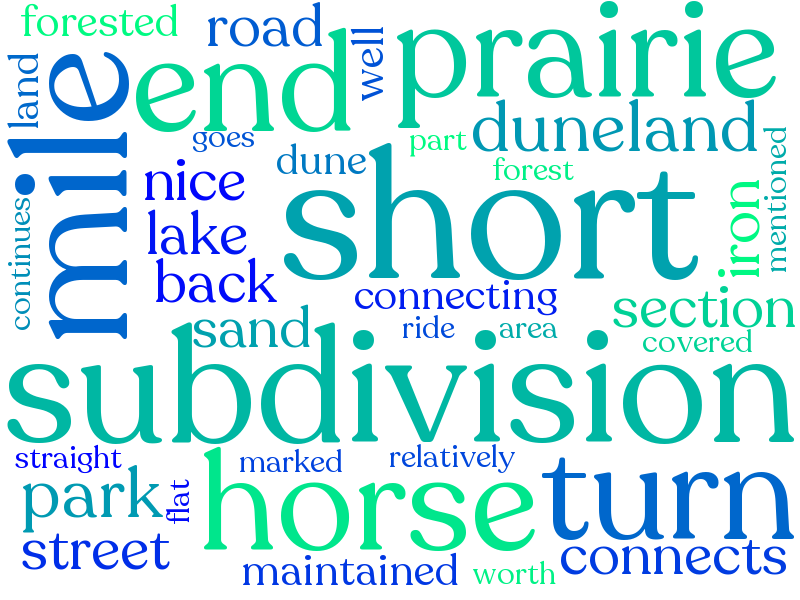 forested
road
well
prairie
land
mile
end
goes
part
duneland
dune
forest
mentioned
nice
short
iron
continues
lake
back
connecting
section
sand
ride
area
covered
subdivision
straight
marked
relatively
park
flat
horse
turn
street
maintained
worth
connects